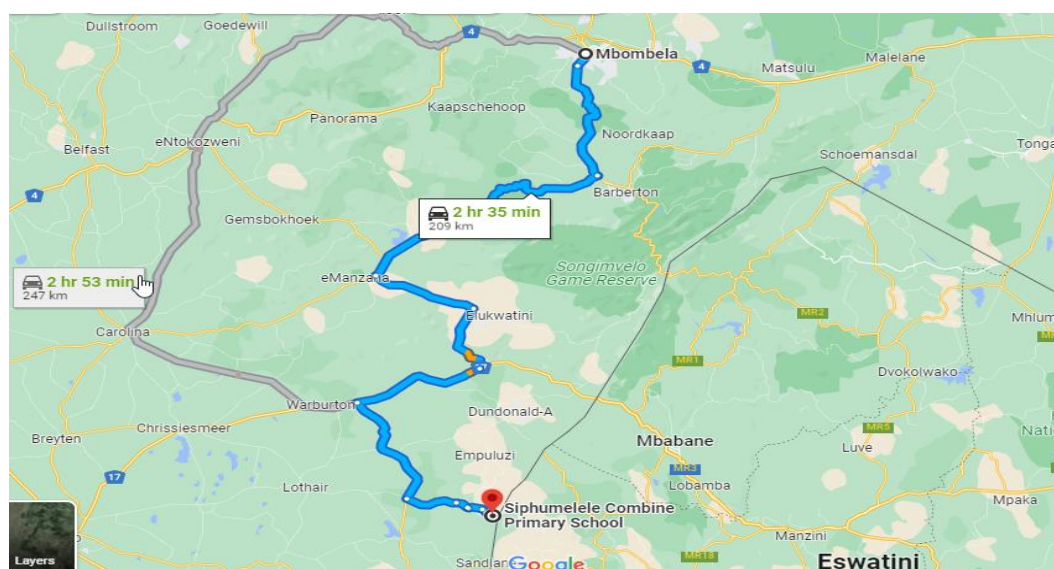 Dullstroom
Goedewill
4
Mbombela
4
Matsulu
Malelane
Kaapschehoop
Panorama
Noordkaap
Belfast
eNtokozweni
Schoemansdal
Tonga
4
Barberton
Gemsbokhoek
2 hr 35 min
209 km
2 hr 53 min
247 km
eManzana
Songimvelo
Game Reserve
Elukwatini
MR2
Mhlum
Carolina
MR1
MR
Dvokolwako
Warburton
Dundonald-A
Chrissiesmeer
Breyten
Mbabane
MR5
Nati
Empuluzi
Luve
17
Lothair
MR3
Lobamba
Mpaka
Siphumelele Combine
Primary School
Manzini
Layers
Sandlan
Google
MR18
Eswatini